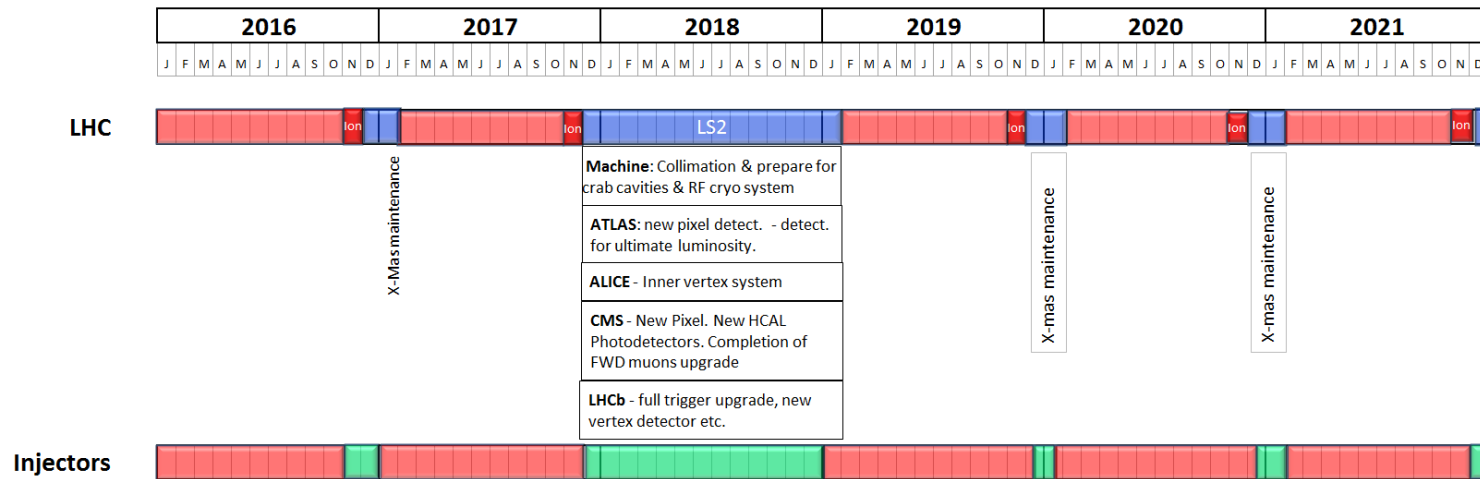 2016 2017 2018 2019 2020 2021
J F M A M J J A S O N D J F M A M J J A S O N D J F M A M J J A S O N D J F M A M J J A S O N D J F M A M J J A S O N D J F M A M J J A S O N D
LHC Ion Ion LS2 Ion Ion Ion
X-Mas maintenance
Machine: Collimation & prepare for
crab cavities & RF cryo system
ATLAS: new pixel detect. - detect.
for ultimate luminosity.
ALICE - Inner vertex system
CMS - New Pixel. New HCAL
Photodetectors. Completion of
FWD muons upgrade
LHCb - full trigger upgrade, new
vertex detector etc.
X-mas maintenance
X-mas maintenance
Injectors